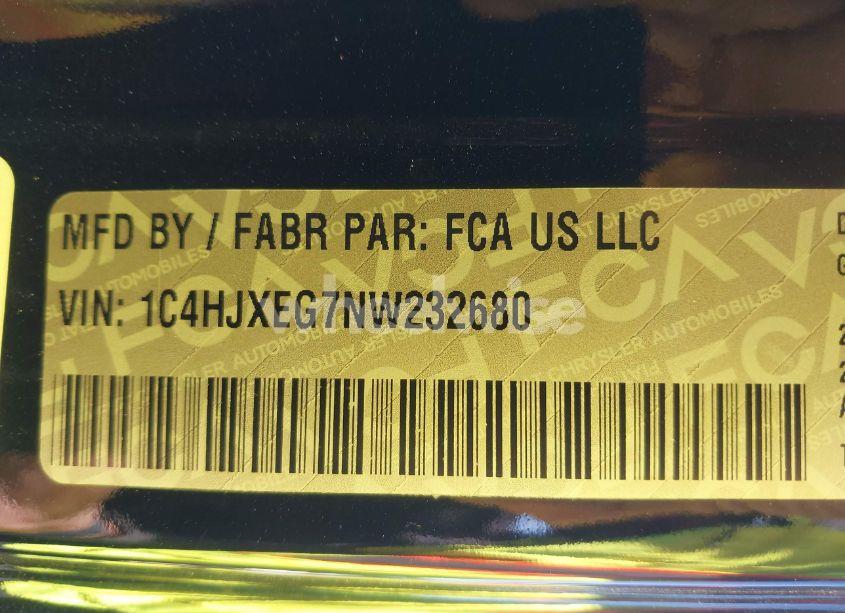 MFD BY / FABR PAR: FCA US LLC
VIN: 1C4HJXEG7NW232680